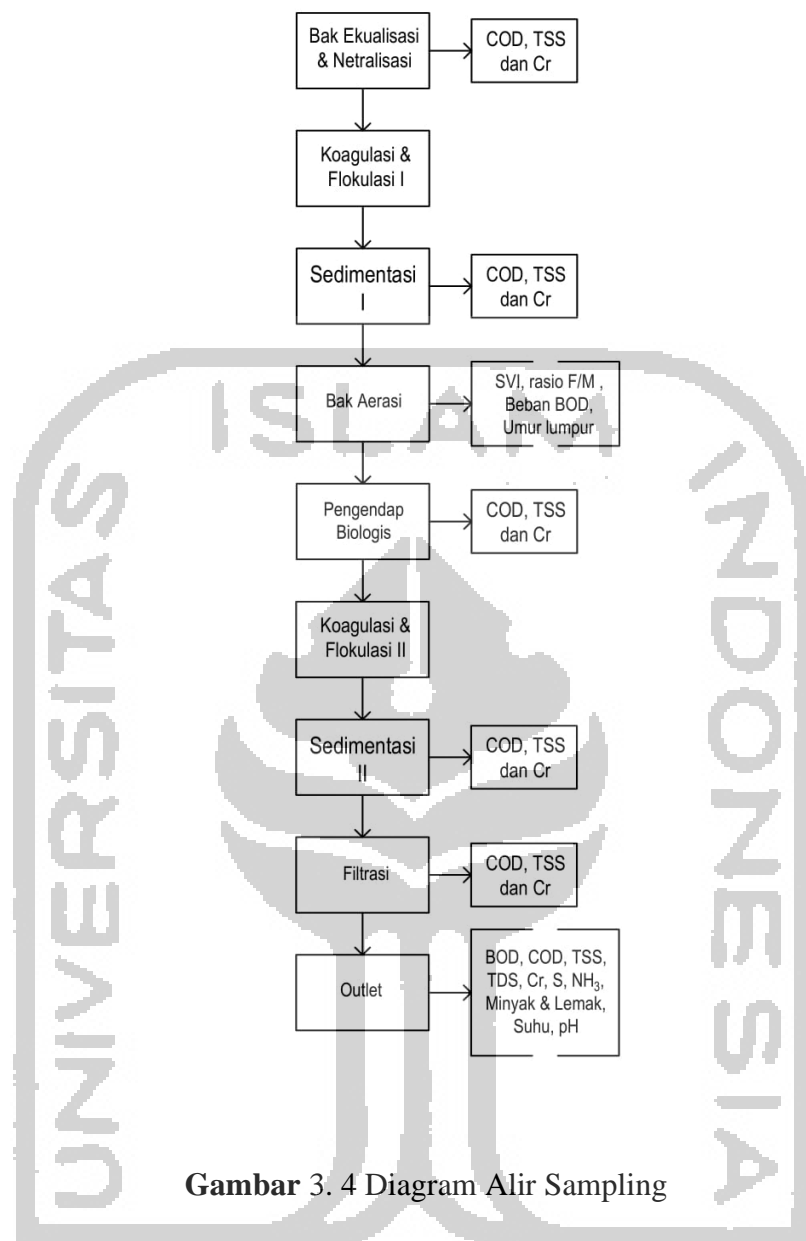 Bak Ekualisasi
& Netralisasi
COD, TSS
dan Cr
Koagulasi &
Flokulasi I
Sedimentasi
I
COD, TSS
dan Cr
Bak Aerasi
SVI, rasio F/M ,
Beban BOD,
Umur lumpur
Pengendap
Biologis
COD, TSS
dan Cr
Koagulasi &
Flokulasi II
Sedimentasi
II
COD, TSS
dan Cr
Filtrasi
COD, TSS
dan Cr
Outlet
BOD, COD, TSS,
TDS, Cr, S, NH₃,
Minyak & Lemak,
Suhu, pH
UNIVERSITAS
ISLAM
INDONESIA
Gambar 3. 4 Diagram Alir Sampling